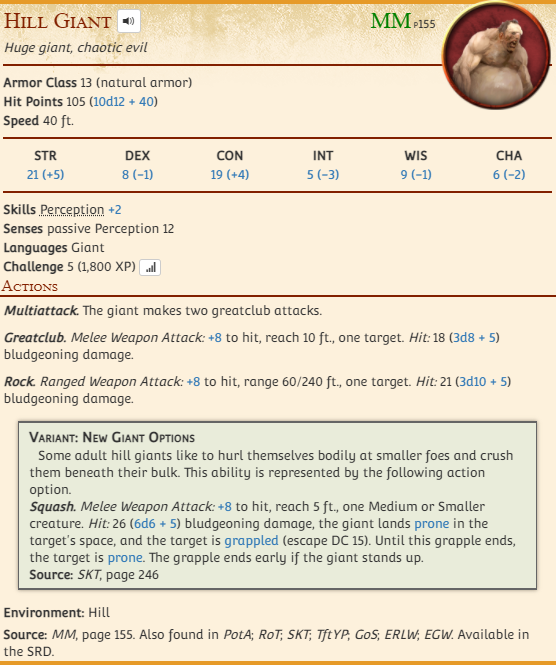 Hill Giant
MM P155
Huge giant, chaotic evil
Armor Class 13 (natural armor)
Hit Points 105 (10d12 + 40)
Speed 40 ft.
STR DEX CON INT WIS CHA
21 (+5) 8 (−1) 19 (+4) 5 (−3) 9 (−1) 6 (−2)
Skills Perception +2
Senses passive Perception 12
Languages Giant
Challenge 5 (1,800 XP)
Actions
Multiattack. The giant makes two greatclub attacks.
Greatclub. Melee Weapon Attack: +8 to hit, reach 10 ft., one target. Hit: 18 (3d8 + 5)
bludgeoning damage.
Rock. Ranged Weapon Attack: +8 to hit, range 60/240 ft., one target. Hit: 21 (3d10 + 5)
bludgeoning damage.
Variant: New Giant Options
Some adult hill giants like to hurl themselves bodily at smaller foes and crush
them beneath their bulk. This ability is represented by the following action
option.
Squash. Melee Weapon Attack: +8 to hit, reach 5 ft., one Medium or Smaller
creature. Hit: 26 (6d6 + 5) bludgeoning damage, the giant lands prone in the
target's space, and the target is grappled (escape DC 15). Until this grapple ends,
the target is prone. The grapple ends early if the giant stands up.
Source: SKT, page 246
Environment: Hill
Source: MM, page 155. Also found in PotA; RoT; SKT; TftYP; GoS; ERLW; EGW. Available in
the SRD.